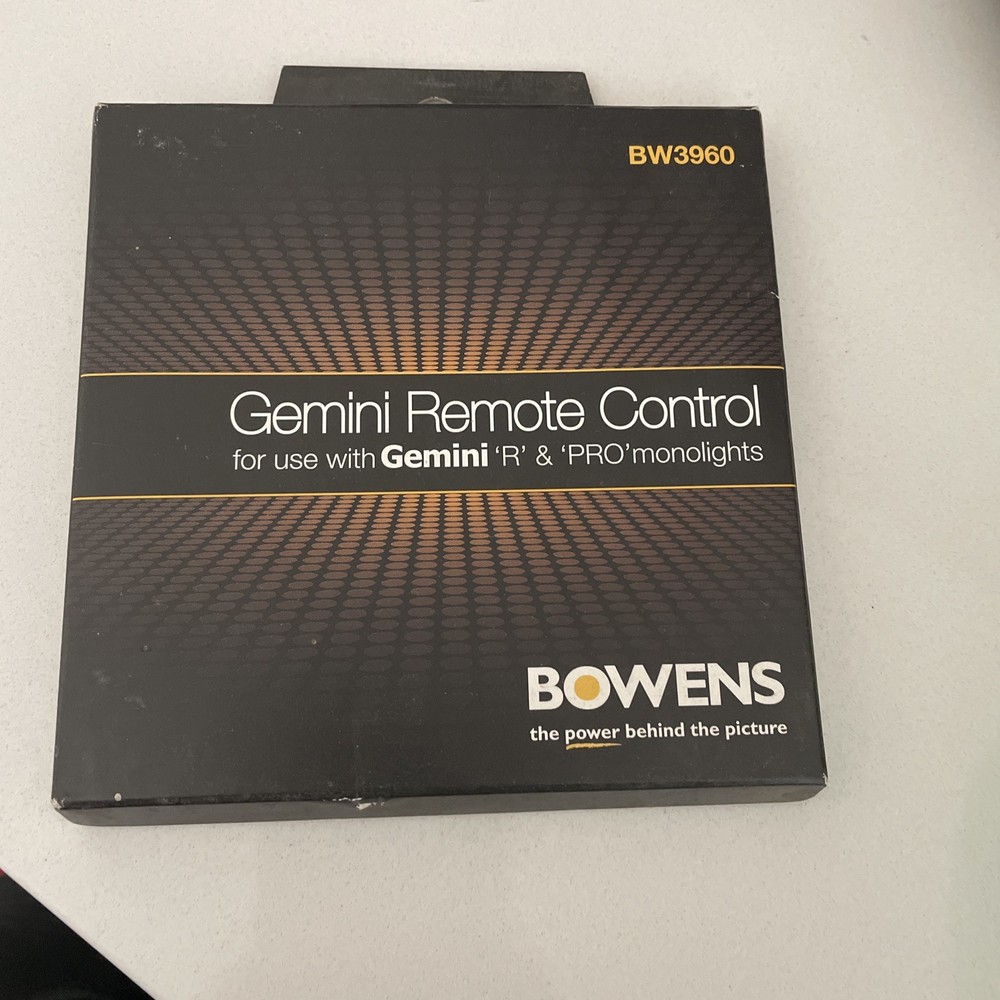 BW3960
Gemini Remote Control
for use with Gemini ‘R’ & ‘PRO’ monolights
BOWENS
the power behind the picture